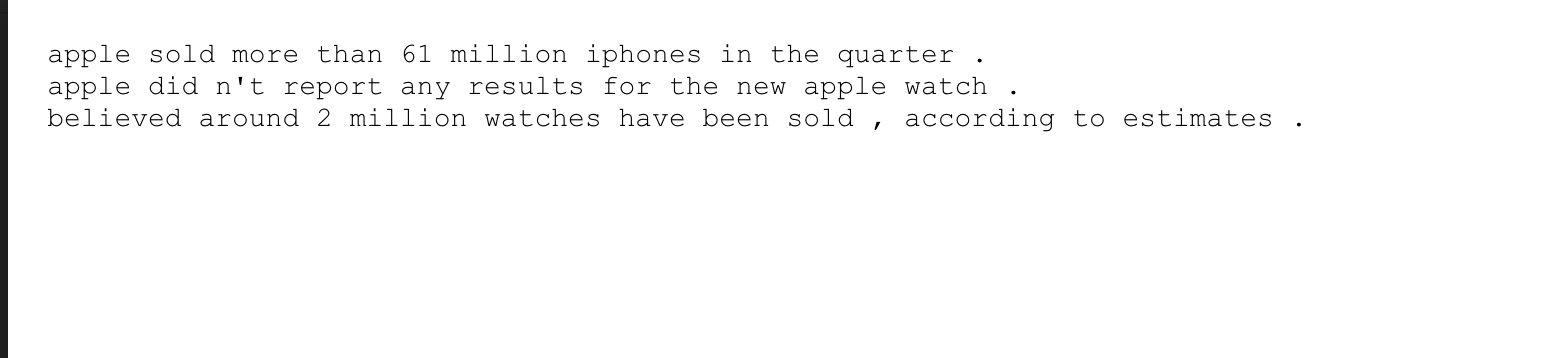 apple sold more than 61 million iphones in the quarter .
apple did n't report any results for the new apple watch .
believed around 2 million watches have been sold , according to estimates .